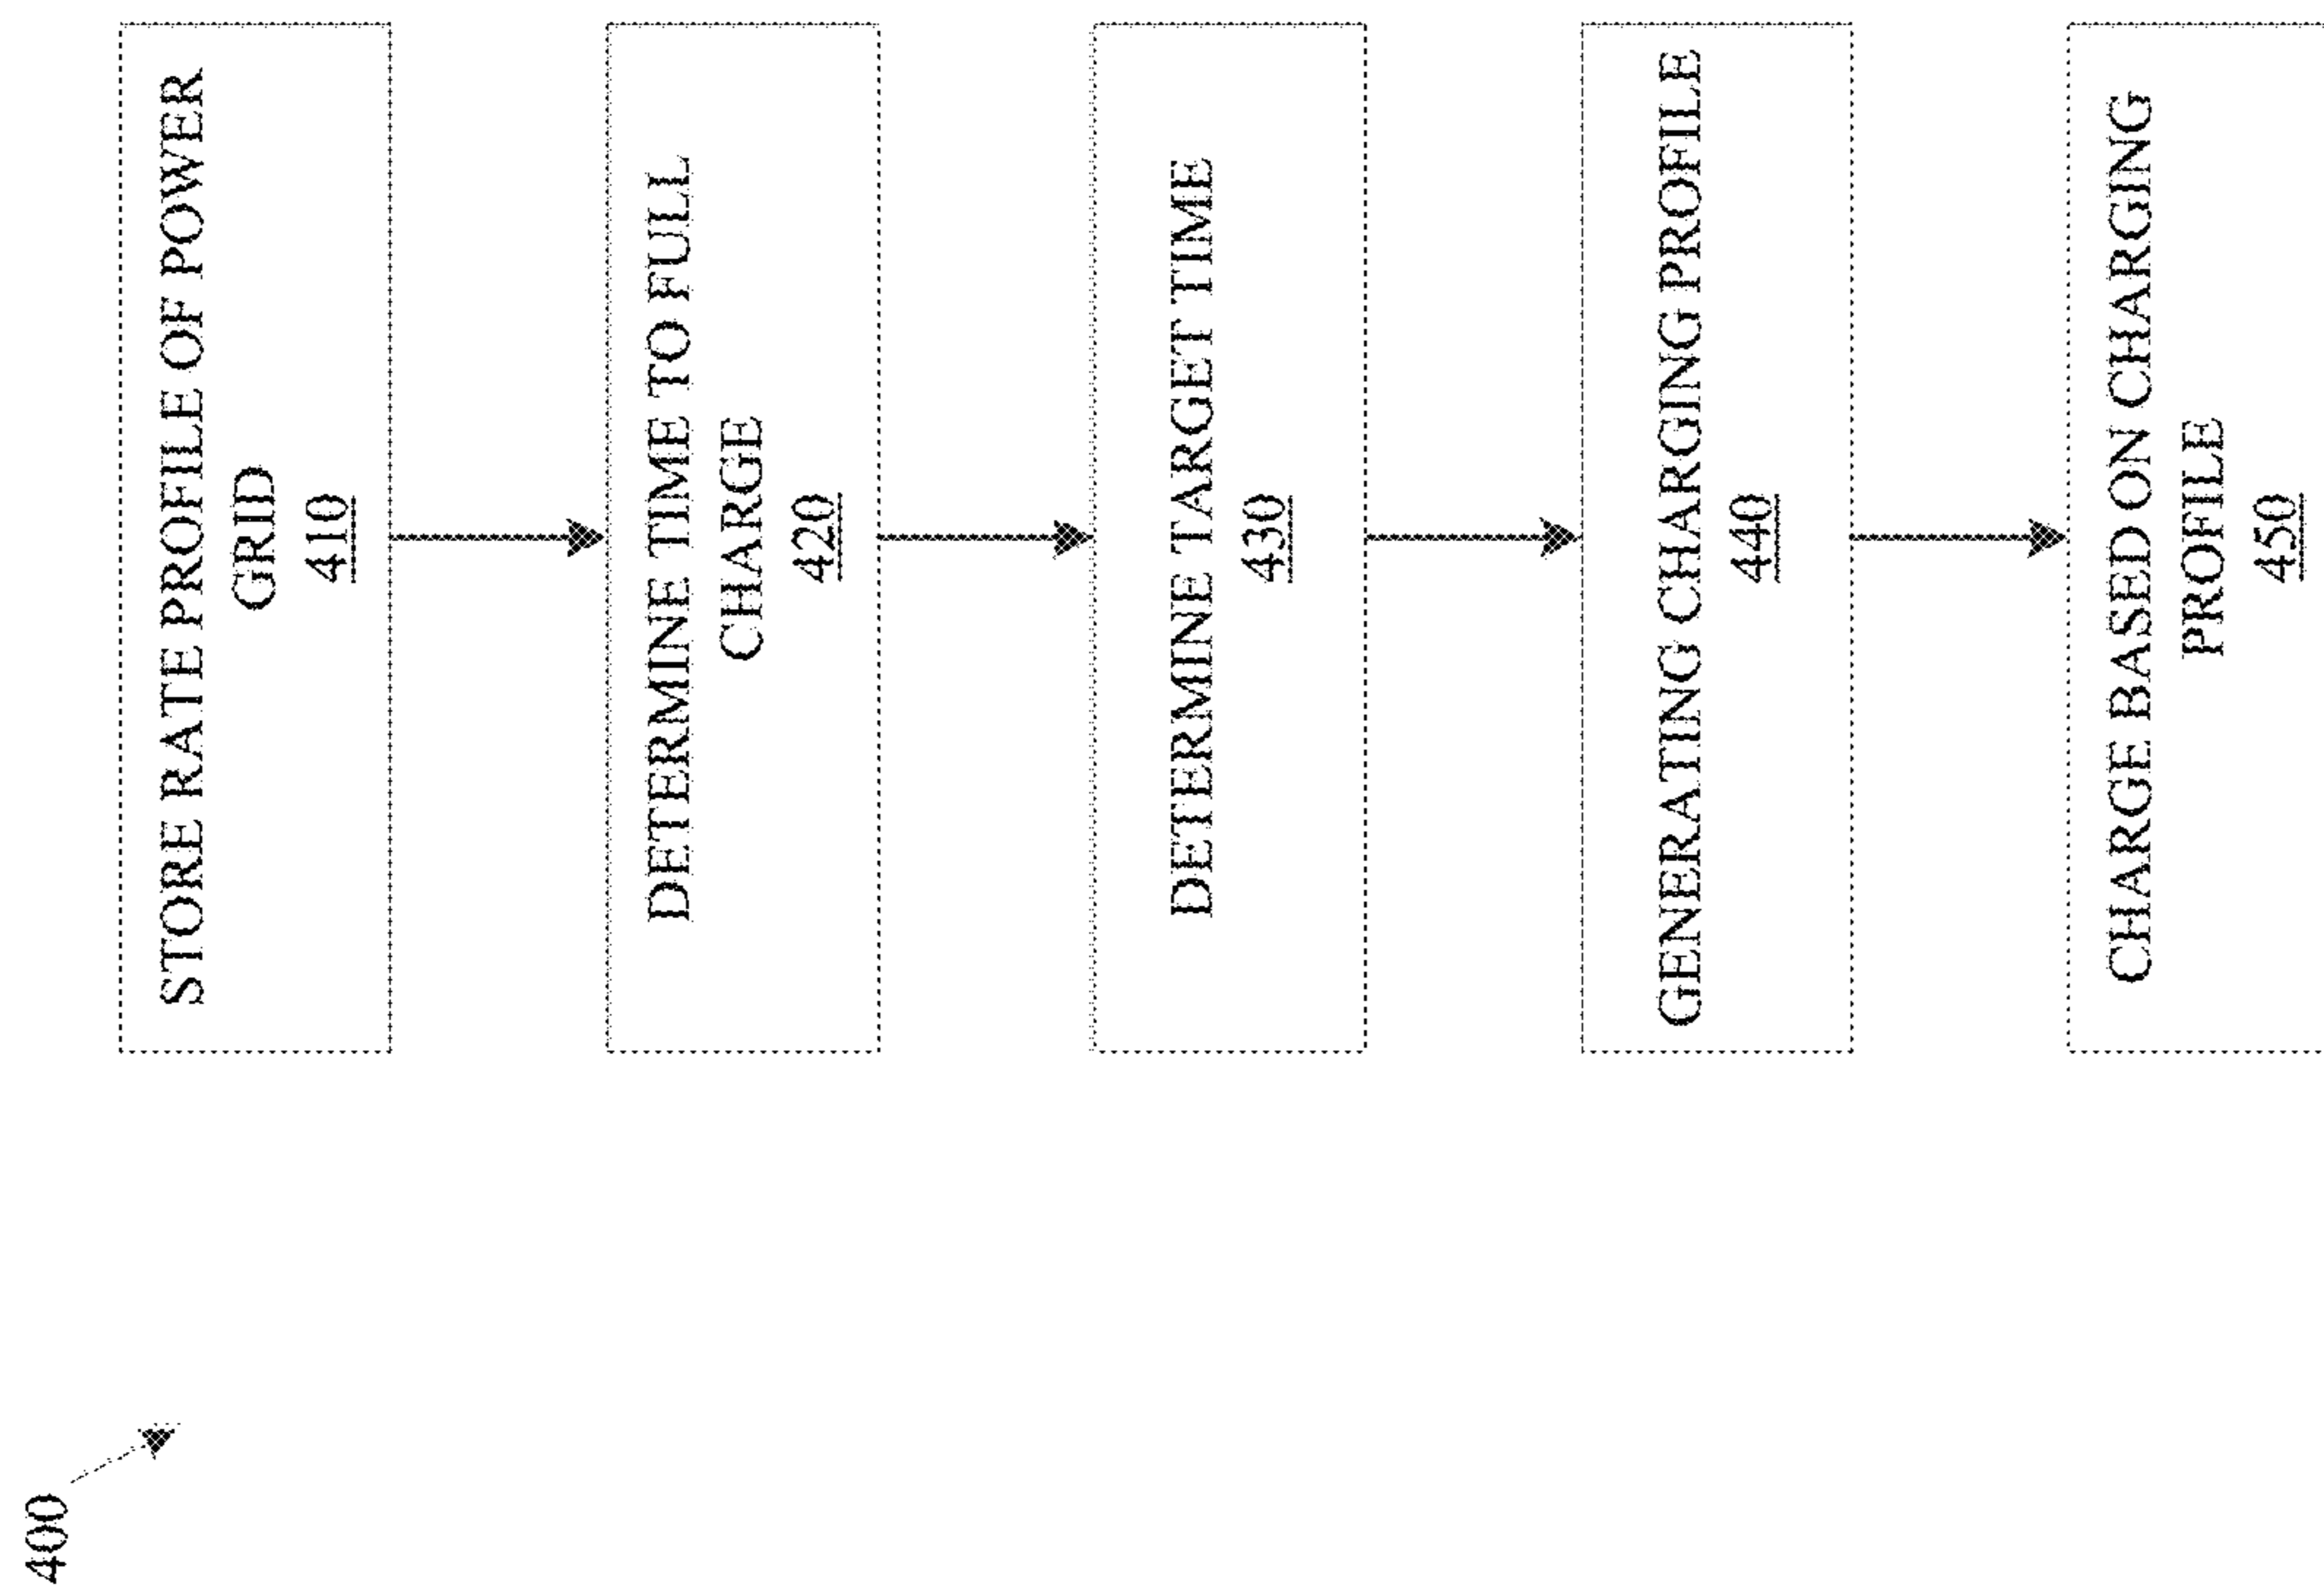 400
STORE RATE PROFILE OF POWER
GRID
410
DETERMINE TIME TO FULL
CHARGE
420
DETERMINE TARGET TIME
430
GENERATING CHARGING PROFILE
440
CHARGE BASED ON CHARGING
PROFILE
450